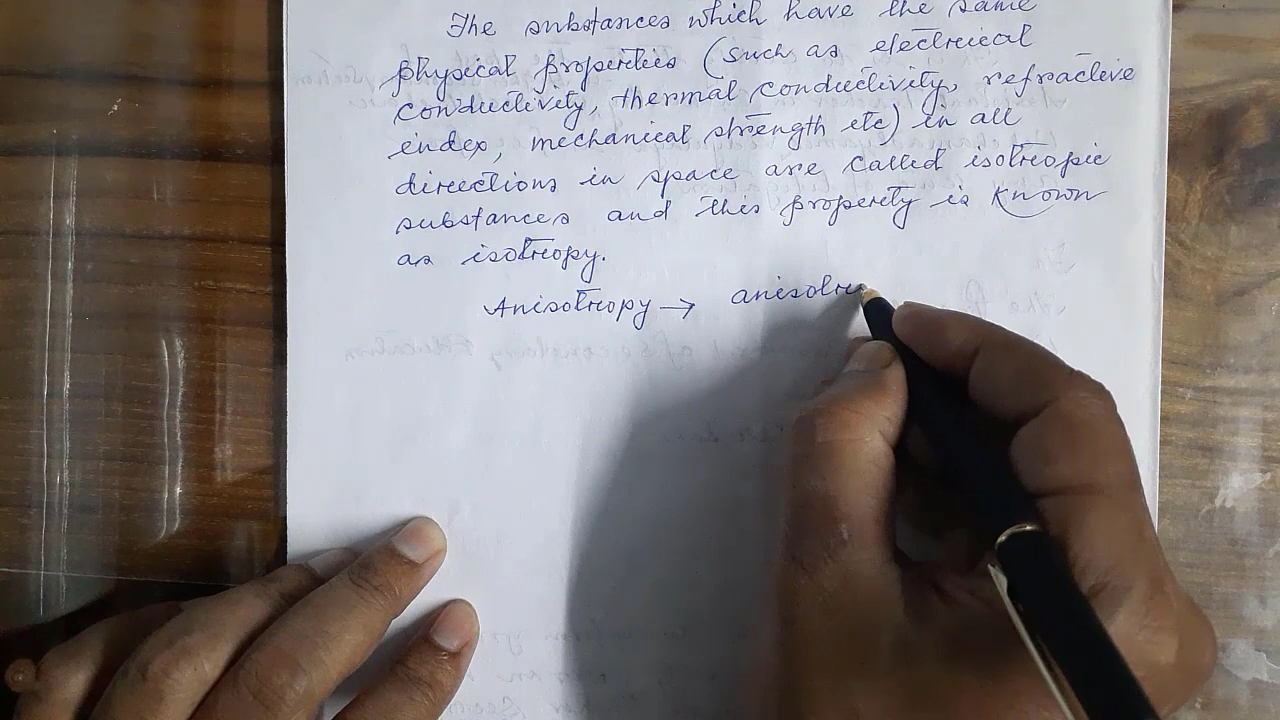 The substances which have the same
physical properties (such as electrical
conductivity, thermal conductivity, refractive
index, mechanical strength etc) in all
directions in space are called isotropic
substances and this property is known
as isotropy.
Anisotropy → anisotro